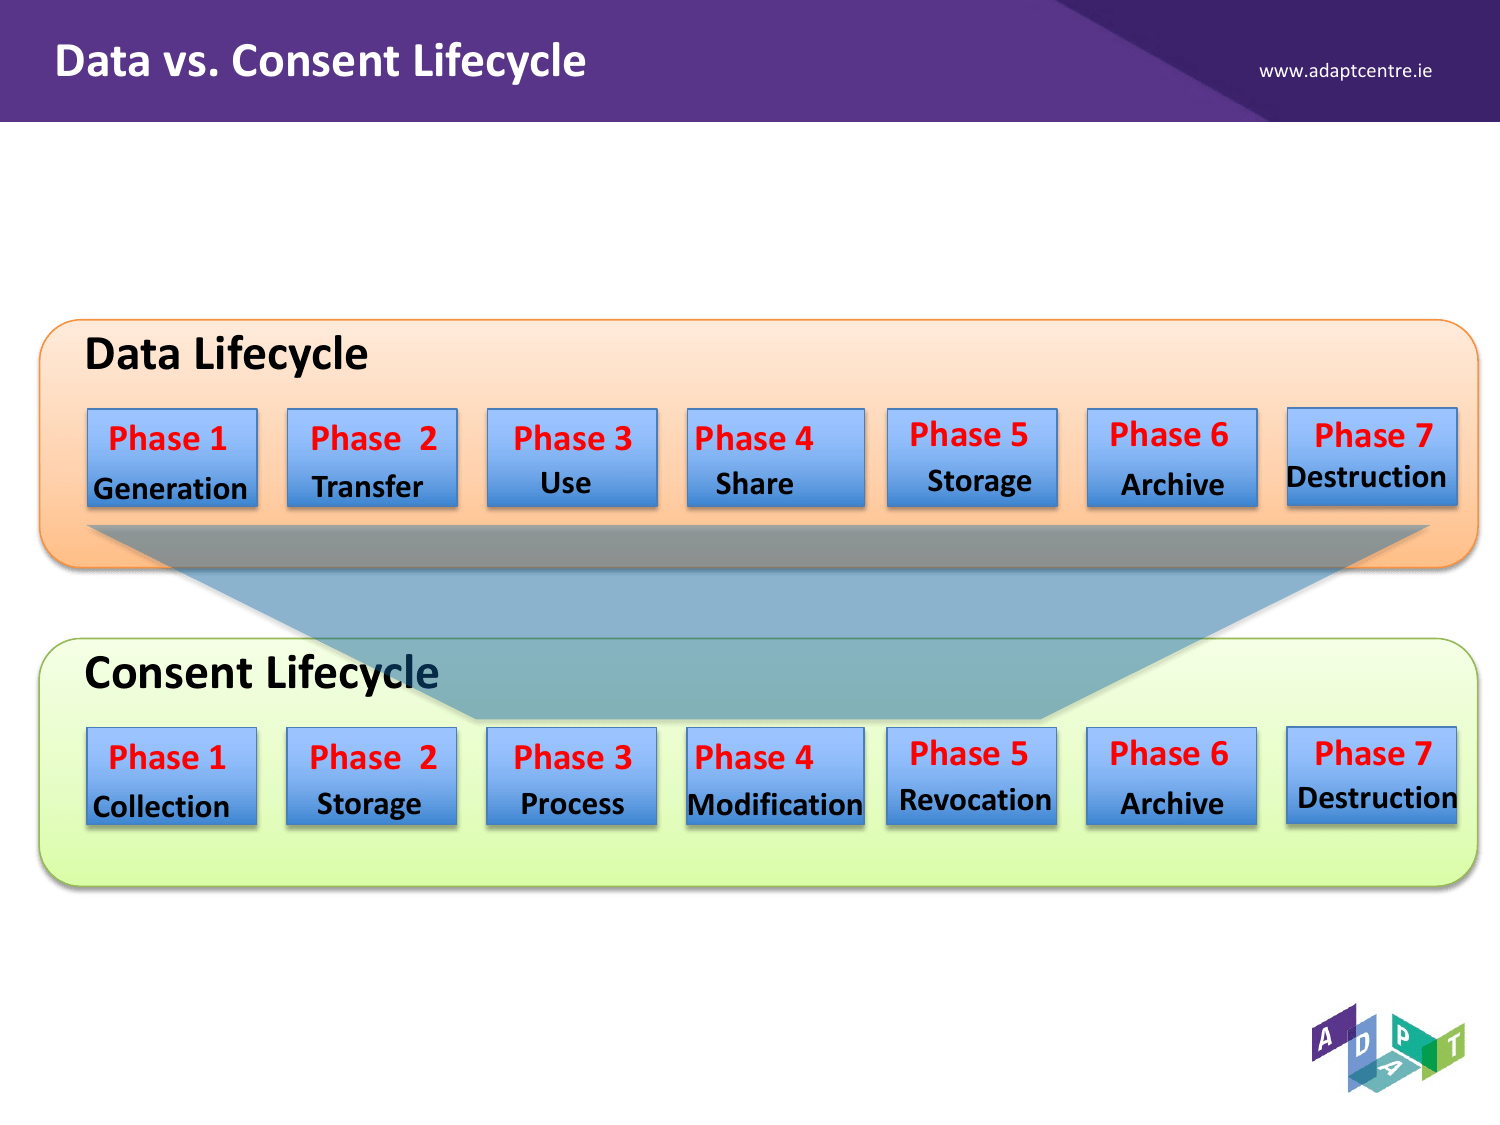 Data vs. Consent Lifecycle
www.adaptcentre.ie
Data Lifecycle
Phase 1
Generation
Phase 2
Transfer
Phase 3
Use
Phase 4
Share
Phase 5
Storage
Phase 6
Archive
Phase 7
Destruction
Consent Lifecycle
Phase 1
Collection
Phase 2
Storage
Phase 3
Process
Phase 4
Modification
Phase 5
Revocation
Phase 6
Archive
Phase 7
Destruction
ADAPT